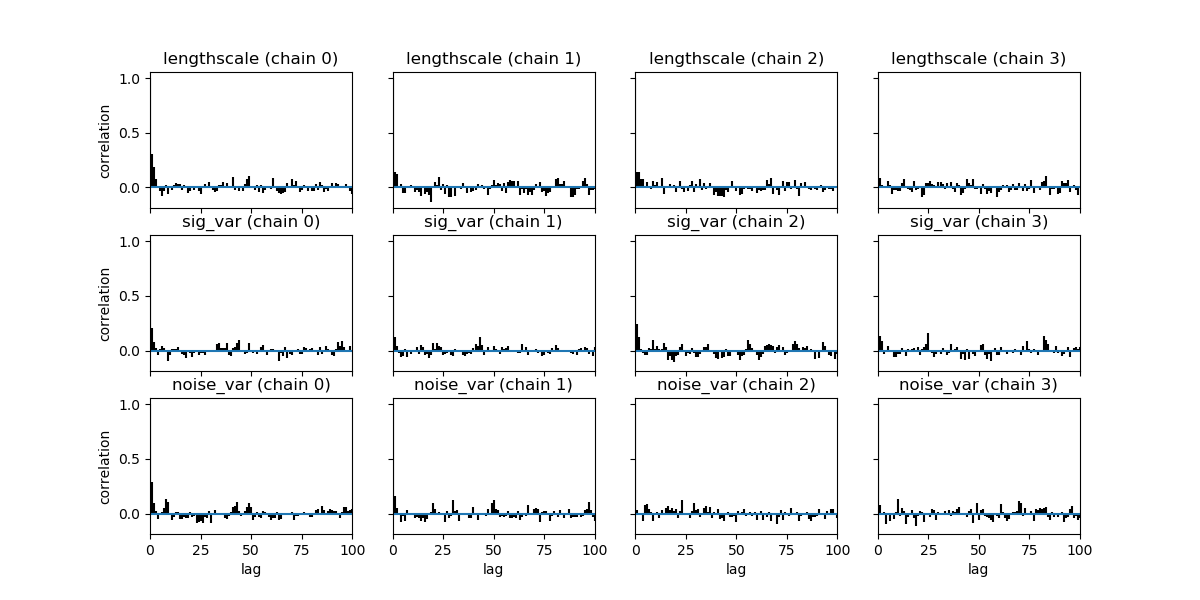 lengthscale (chain 0) lengthscale (chain 1) lengthscale (chain 2) lengthscale (chain 3)
1.0
0.5
0.0
correlation
sig_var (chain 0) sig_var (chain 1) sig_var (chain 2) sig_var (chain 3)
1.0
0.5
0.0
correlation
noise_var (chain 0) noise_var (chain 1) noise_var (chain 2) noise_var (chain 3)
1.0
0.5
0.0
correlation
0 25 50 75 100 0 25 50 75 100 0 25 50 75 100 0 25 50 75 100
lag lag lag lag